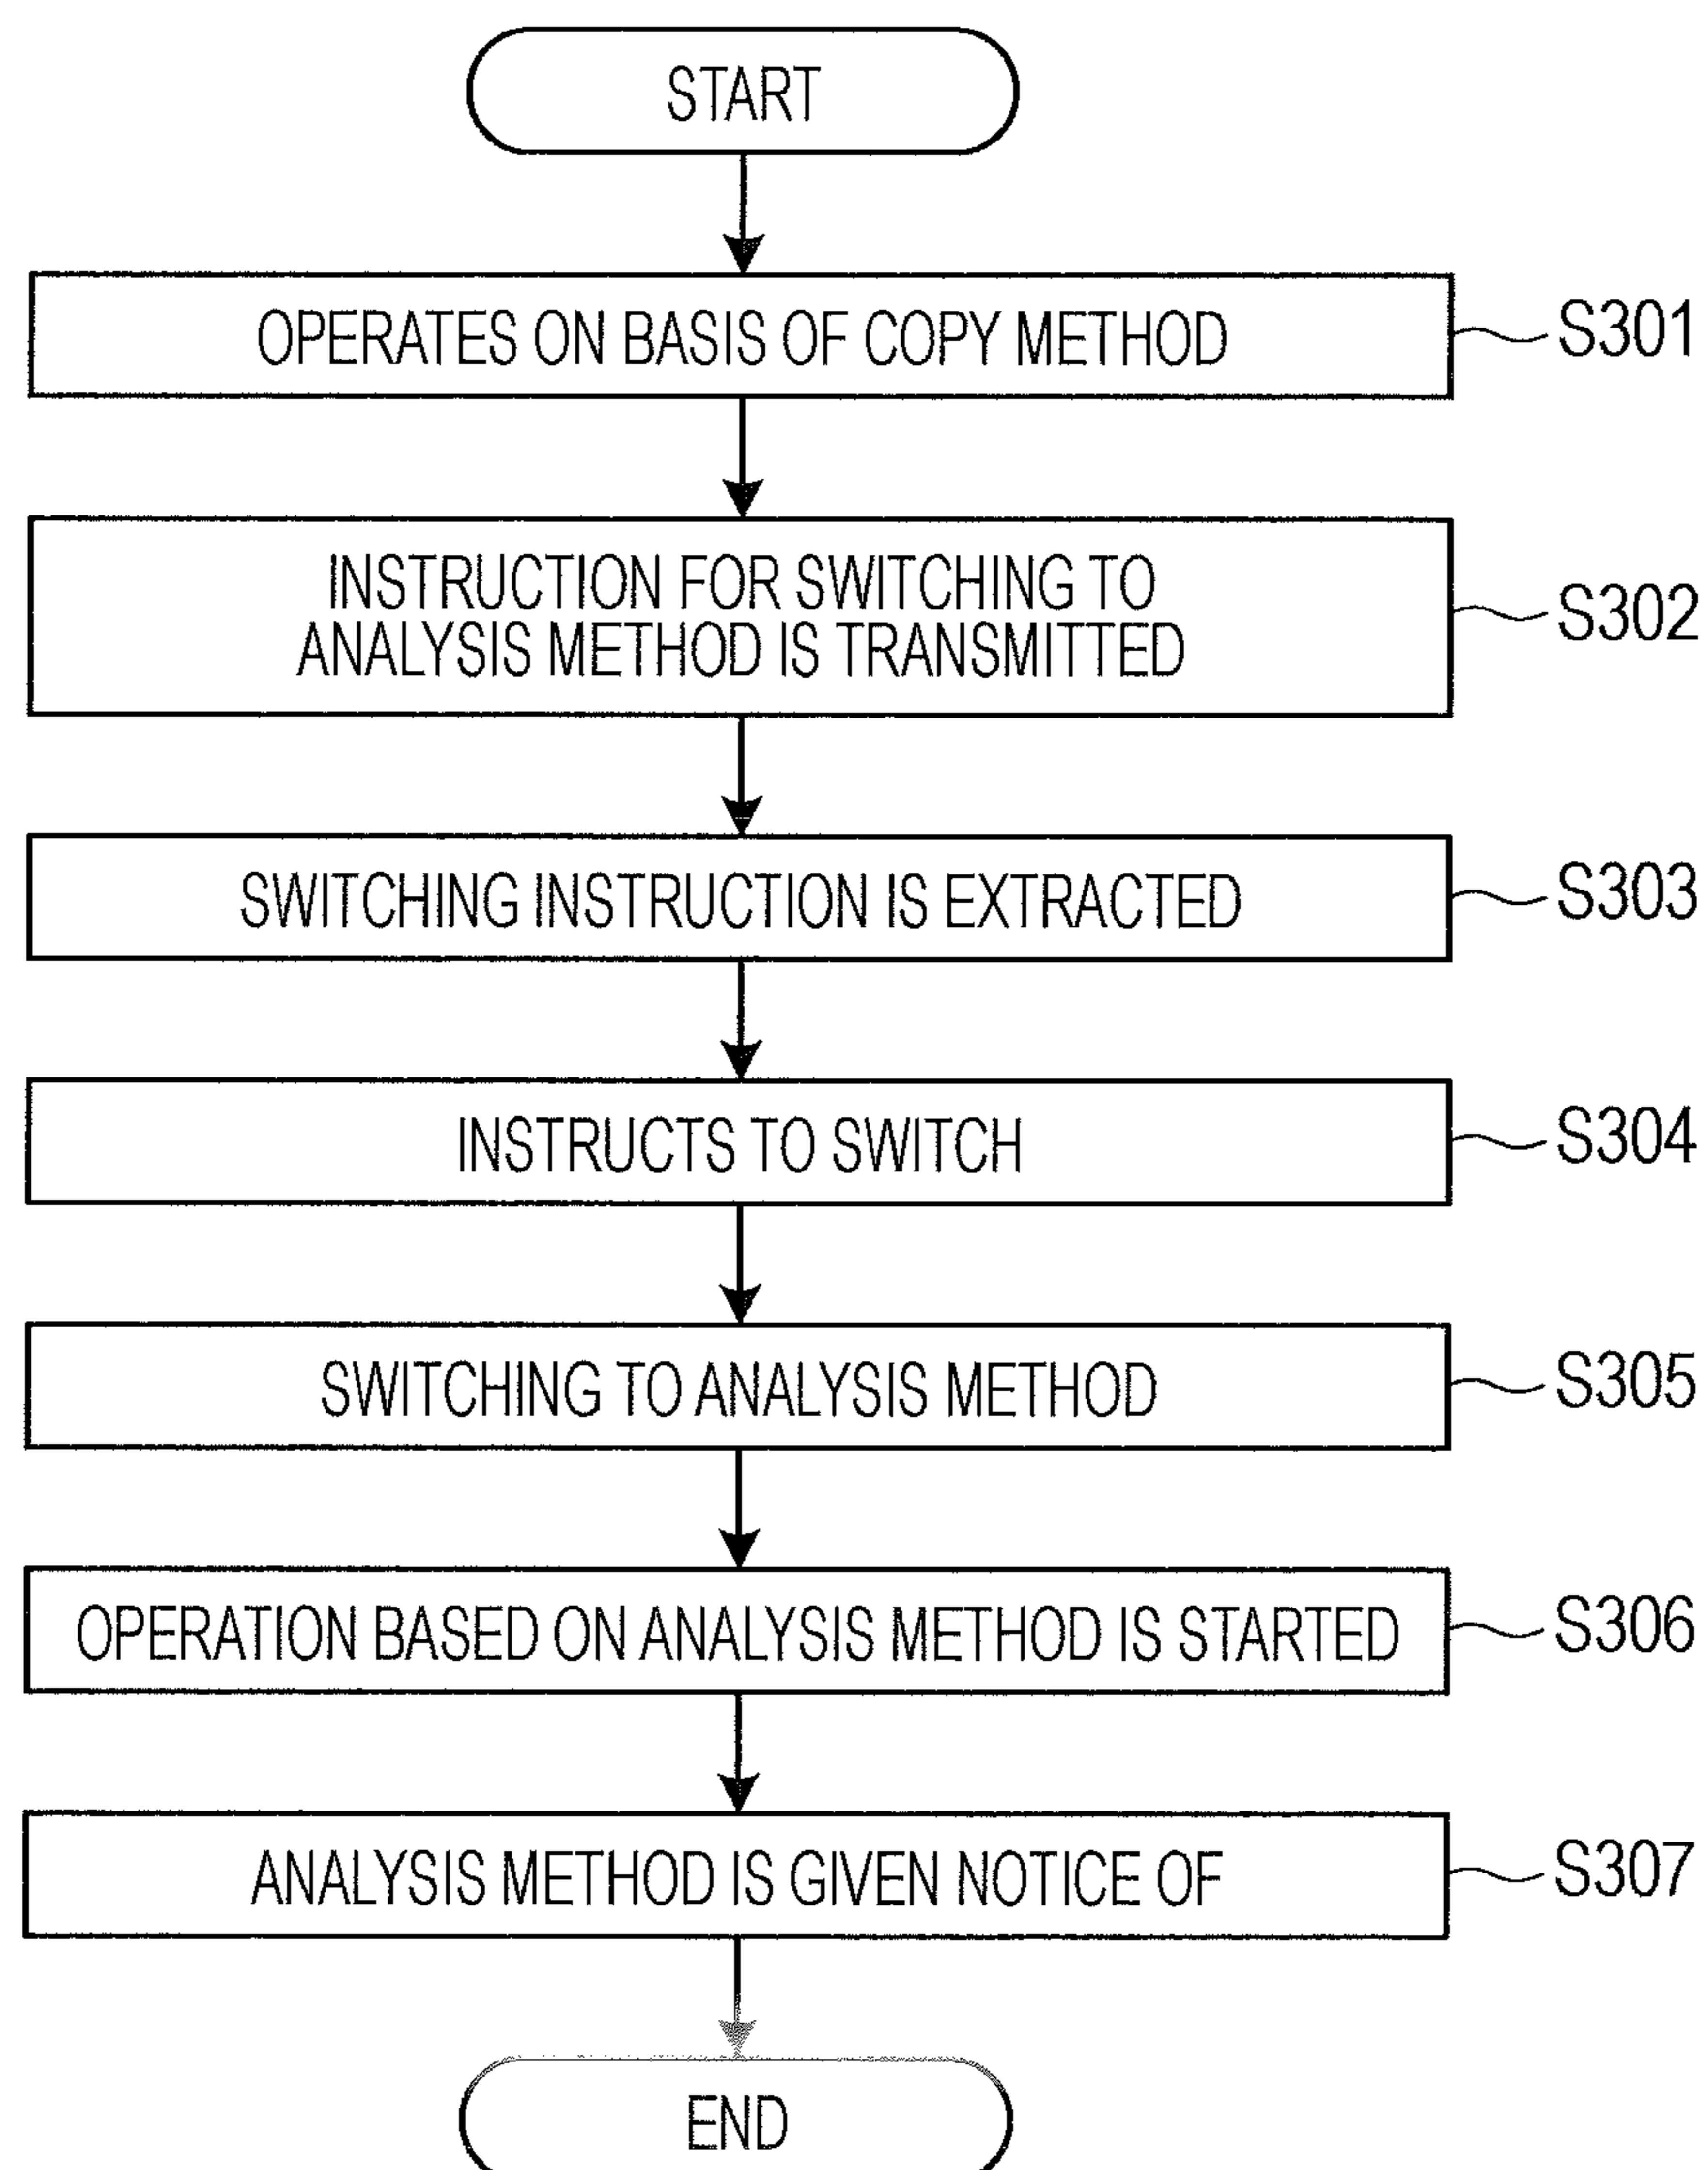 START
OPERATES ON BASIS OF COPY METHOD
S301
INSTRUCTION FOR SWITCHING TO
ANALYSIS METHOD IS TRANSMITTED
S302
SWITCHING INSTRUCTION IS EXTRACTED
S303
INSTRUCTS TO SWITCH
S304
SWITCHING TO ANALYSIS METHOD
S305
OPERATION BASED ON ANALYSIS METHOD IS STARTED
S306
ANALYSIS METHOD IS GIVEN NOTICE OF
S307
END